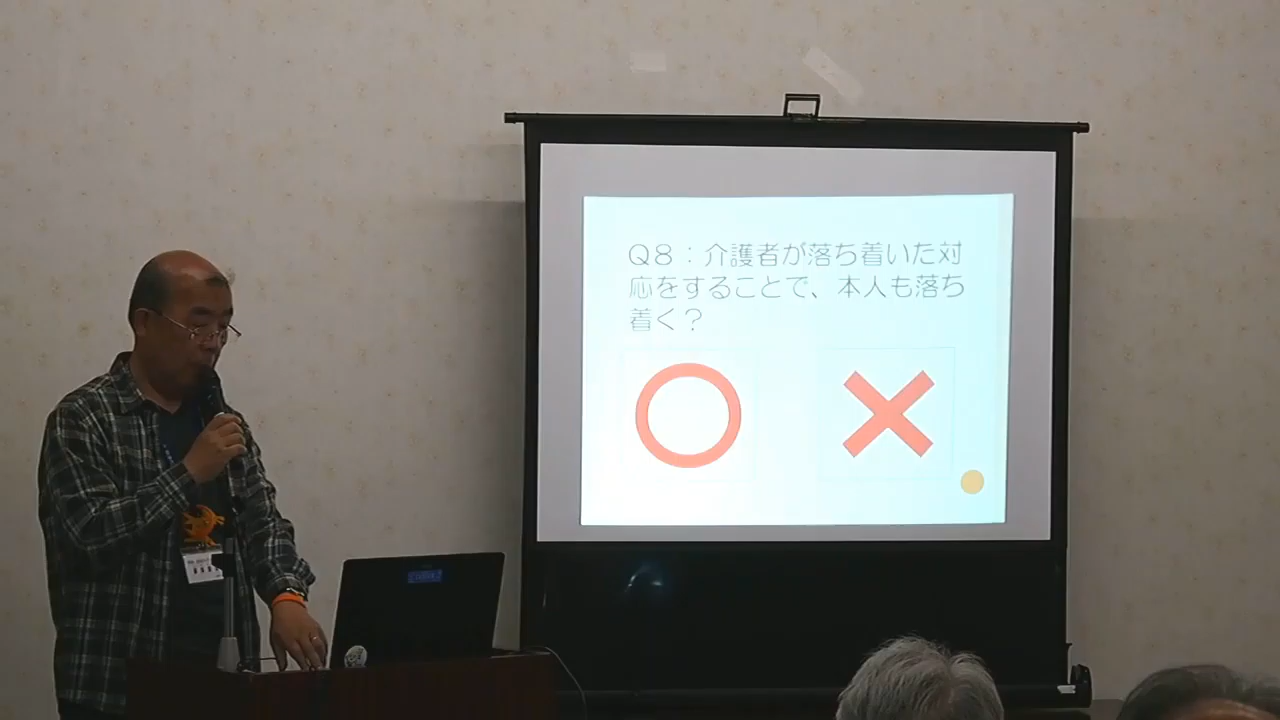 Q8：介護者が落ち着いた対
応をすることで、本人も落ち
着く？